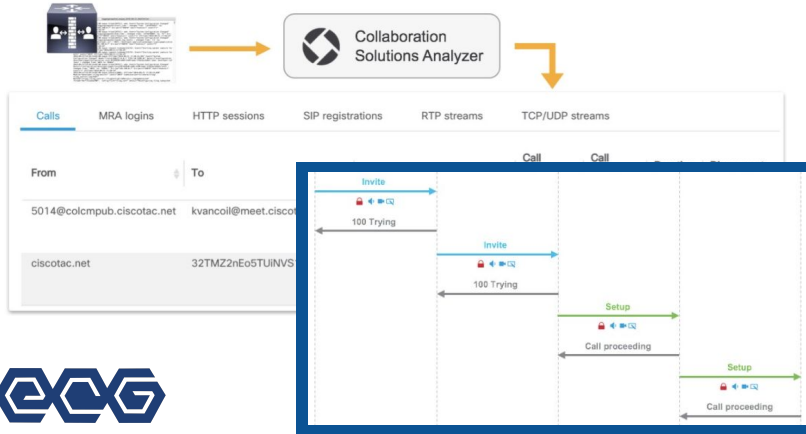 Collaboration
Solutions Analyzer
Calls MRA logins HTTP sessions SIP registrations RTP streams TCP/UDP streams
Call Call
From To
5014@colcmpub.ciscotac.net kvancoil@meet.ciscot
ciscotac.net 32TMZ2nEo5TUiNVS
Invite
100 Trying
Invite
100 Trying
Setup
Call proceeding
Setup
Call proceeding
ECG